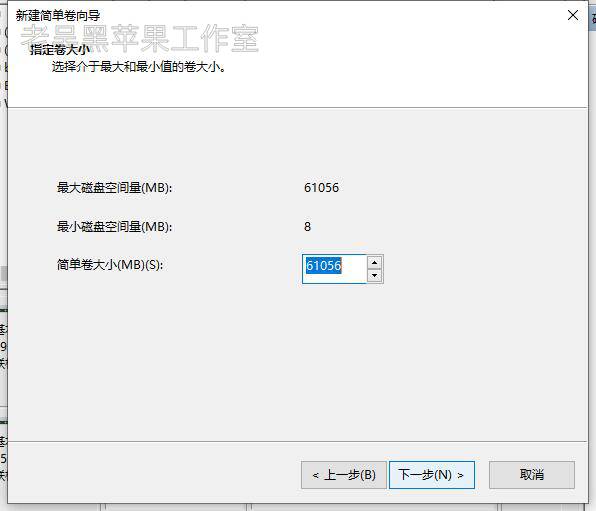 新建简单卷向导
老吴黑苹果工作室
指定卷大小
选择介于最大和最小值的卷大小。
最大磁盘空间量(MB): 61056
最小磁盘空间量(MB): 8
简单卷大小(MB)(S): 61056
< 上一步(B) 下一步(N) > 取消